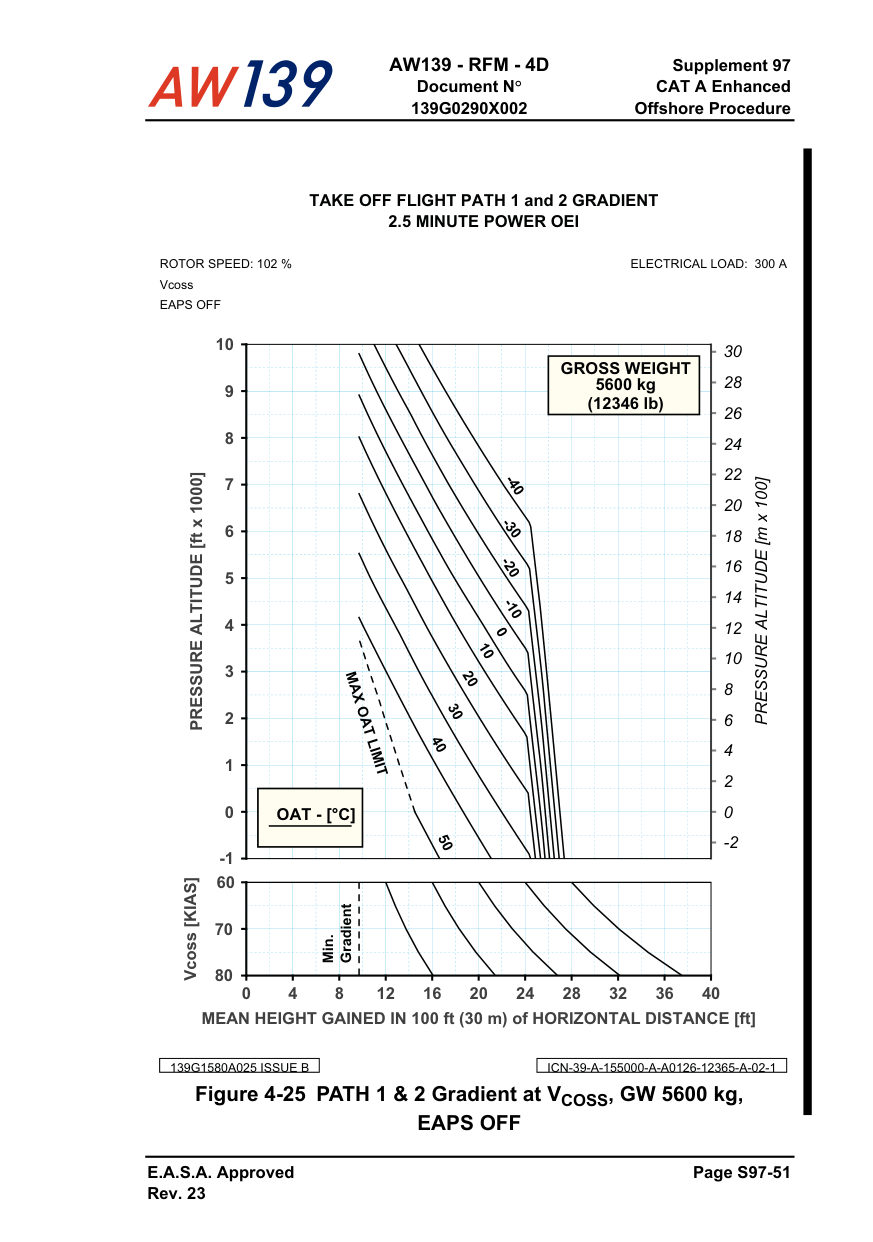 AW139
AW139 - RFM - 4D
Document N°
139G0290X002
Supplement 97
CAT A Enhanced
Offshore Procedure
TAKE OFF FLIGHT PATH 1 and 2 GRADIENT
2.5 MINUTE POWER OEI
ROTOR SPEED: 102 %
ELECTRICAL LOAD: 300 A
Vcoss
EAPS OFF
GROSS WEIGHT
5600 kg
(12346 lb)
PRESSURE ALTITUDE [ft x 1000]
10
9
8
7
6
5
4
3
2
1
0
-1
-40
-30
-20
-10
0
10
20
30
40
50
MAX OAT LIMIT
OAT - [°C]
30
28
26
24
22
20
18
16
14
12
10
8
6
4
2
0
-2
PRESSURE ALTITUDE [m x 100]
Vcoss [KIAS]
60
70
80
Min.
Gradient
0 4 8 12 16 20 24 28 32 36 40
MEAN HEIGHT GAINED IN 100 ft (30 m) of HORIZONTAL DISTANCE [ft]
139G1580A025 ISSUE B
ICN-39-A-155000-A-A0126-12365-A-02-1
Figure 4-25 PATH 1 & 2 Gradient at VCOSS, GW 5600 kg,
EAPS OFF
E.A.S.A. Approved
Rev. 23
Page S97-51